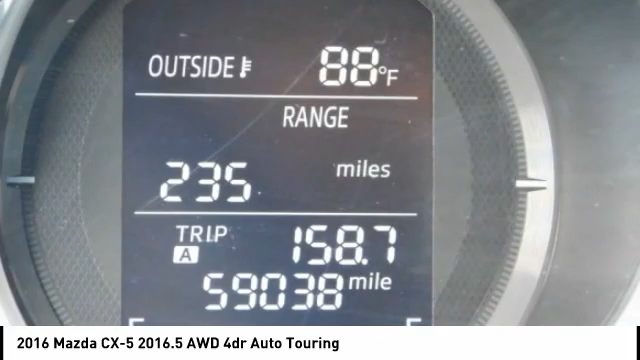 OUTSIDE 88°F
RANGE
235 miles
TRIP A 158.7
59038 mile
2016 Mazda CX-5 2016.5 AWD 4dr Auto Touring